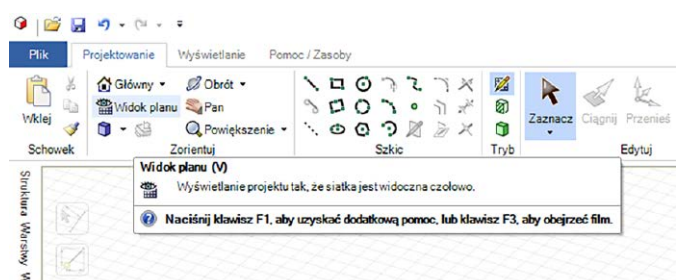 Plik Projektowanie Wyświetlanie Pomoc / Zasoby
Główny Obrót
Widok planu Pan
Wklej Powiększenie Zaznacz Ciągnij Przenieś
Schowek Zorientuj Szkic Tryb Edytuj
Widok planu (V)
Wyświetlanie projektu tak, że siatka jest widoczna czołowo.
Naciśnij klawisz F1, aby uzyskać dodatkową pomoc, lub klawisz F3, aby obejrzeć film.
Struktura Warstwy